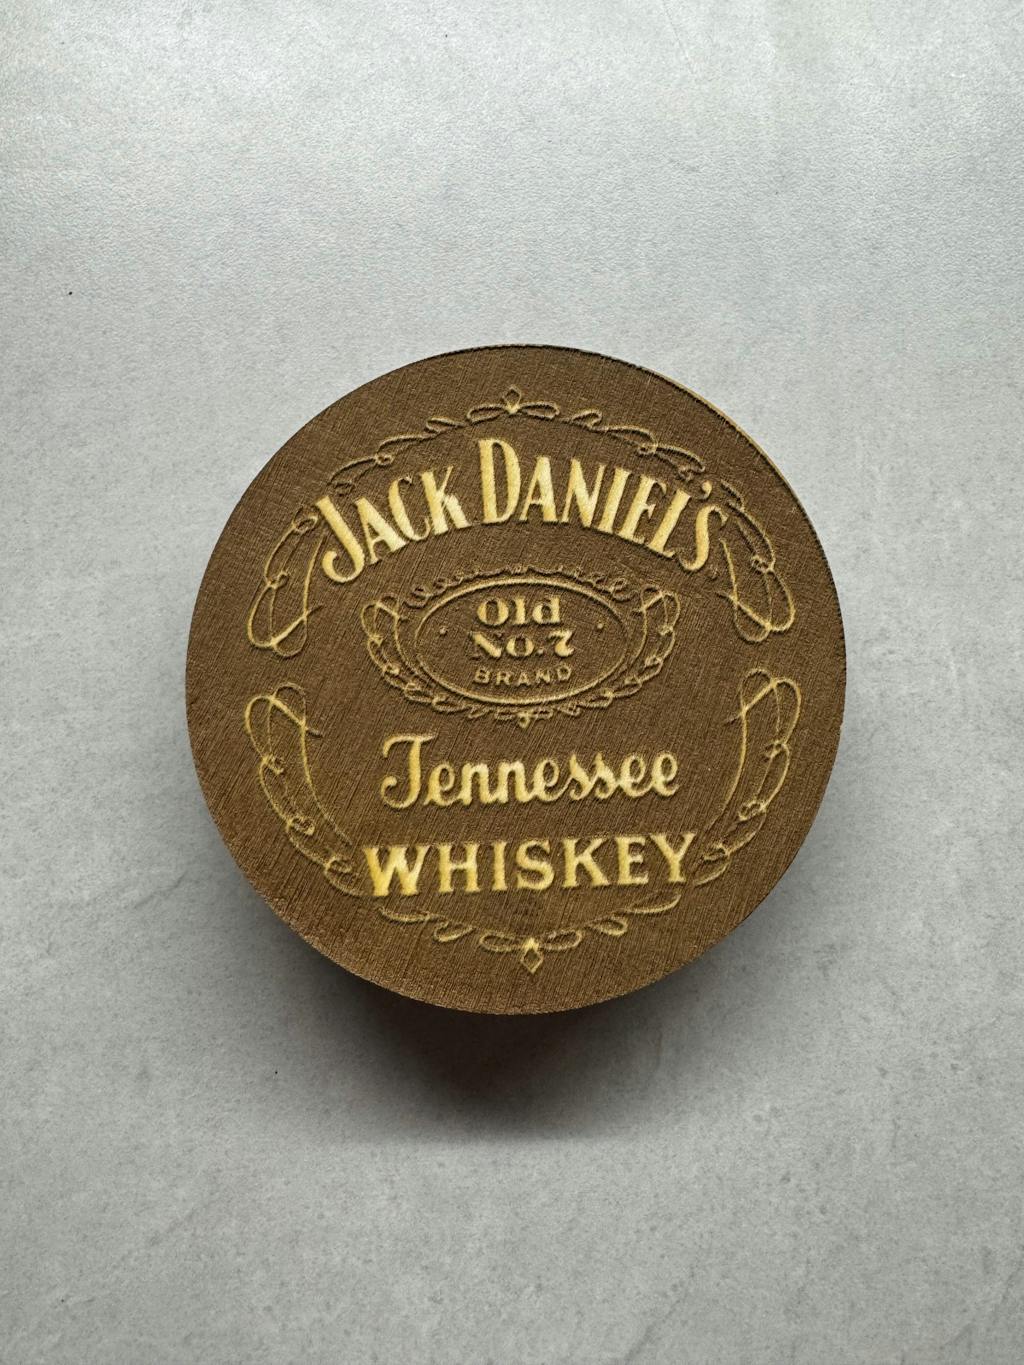 JACK DANIEL'S
Old
No.7
BRAND
Tennessee
WHISKEY